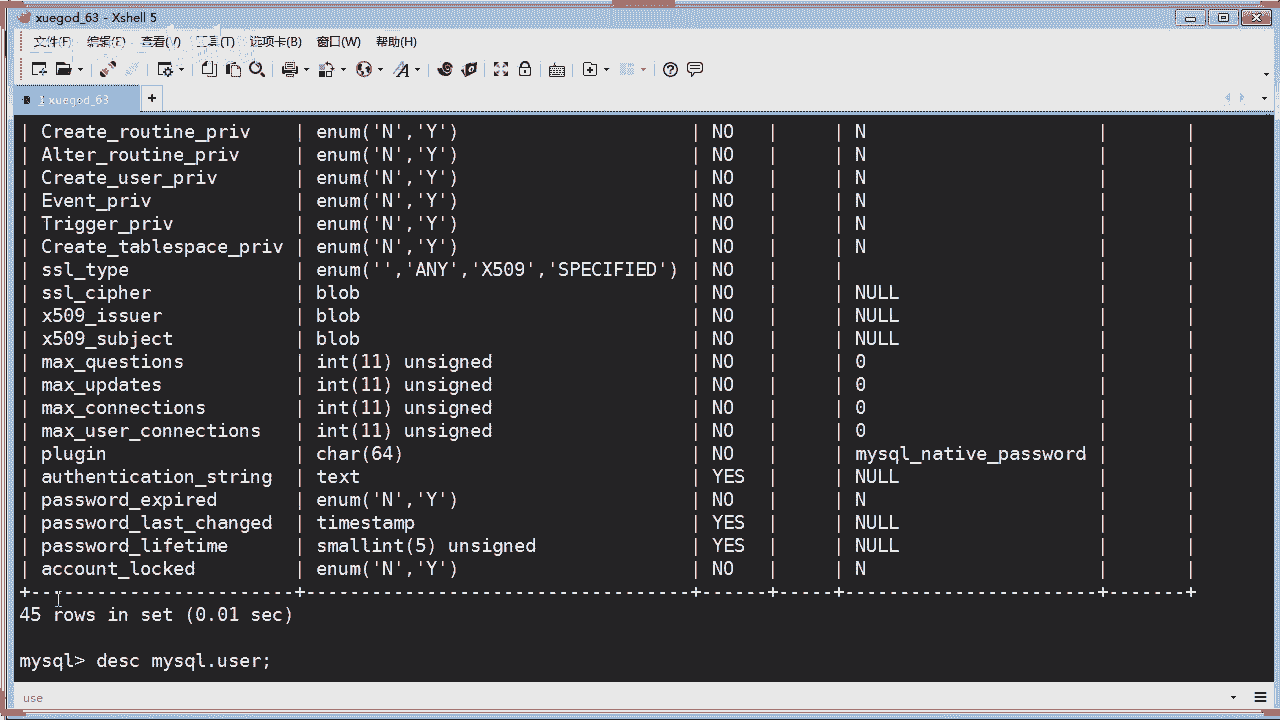 xuegod_63 - Xshell 5
文件(F) 编辑(E) 查看(V) 工具(T) 选项卡(B) 窗口(W) 帮助(H)
1 xuegod_63 +
| Create_routine_priv | enum('N','Y') | NO | | N | |
| Alter_routine_priv | enum('N','Y') | NO | | N | |
| Create_user_priv | enum('N','Y') | NO | | N | |
| Event_priv | enum('N','Y') | NO | | N | |
| Trigger_priv | enum('N','Y') | NO | | N | |
| Create_tablespace_priv | enum('N','Y') | NO | | N | |
| ssl_type | enum('','ANY','X509','SPECIFIED') | NO | | | |
| ssl_cipher | blob | NO | | NULL | |
| x509_issuer | blob | NO | | NULL | |
| x509_subject | blob | NO | | NULL | |
| max_questions | int(11) unsigned | NO | | 0 | |
| max_updates | int(11) unsigned | NO | | 0 | |
| max_connections | int(11) unsigned | NO | | 0 | |
| max_user_connections | int(11) unsigned | NO | | 0 | |
| plugin | char(64) | NO | | mysql_native_password | |
| authentication_string | text | YES | | NULL | |
| password_expired | enum('N','Y') | NO | | N | |
| password_last_changed | timestamp | YES | | NULL | |
| password_lifetime | smallint(5) unsigned | YES | | NULL | |
| account_locked | enum('N','Y') | NO | | N | |
+------------------------+-----------------------------------+------+-----+-----------------------+-------+
45 rows in set (0.01 sec)
mysql> desc mysql.user;
use